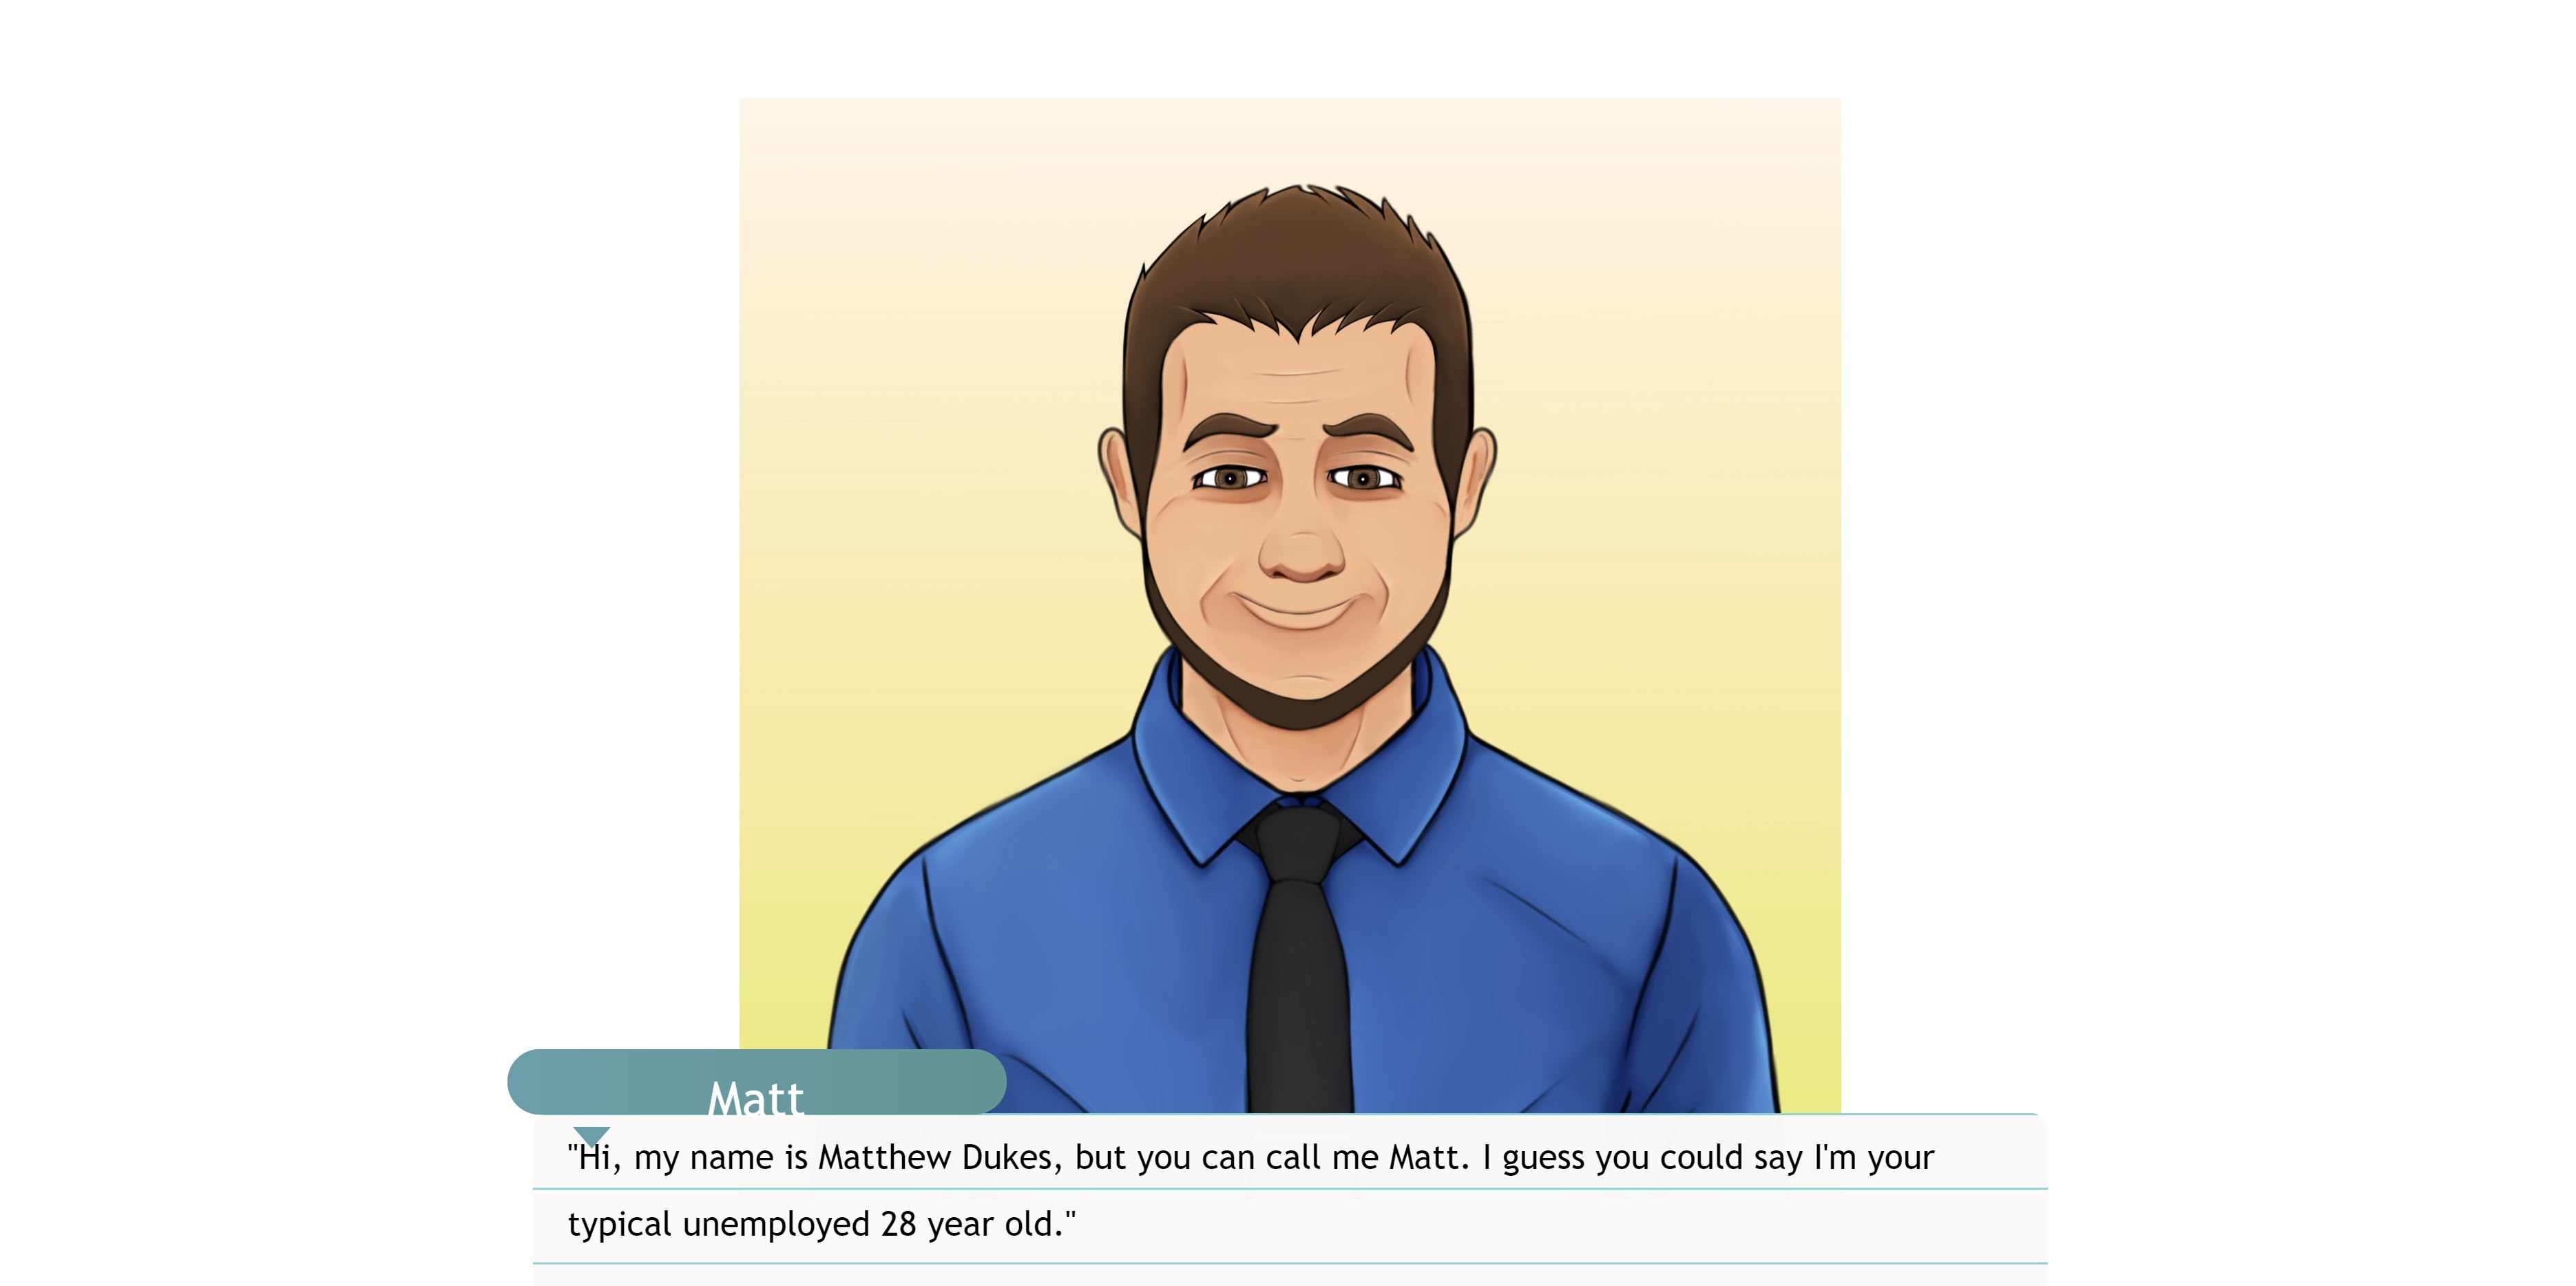 Matt
"Hi, my name is Matthew Dukes, but you can call me Matt. I guess you could say I'm your
typical unemployed 28 year old."